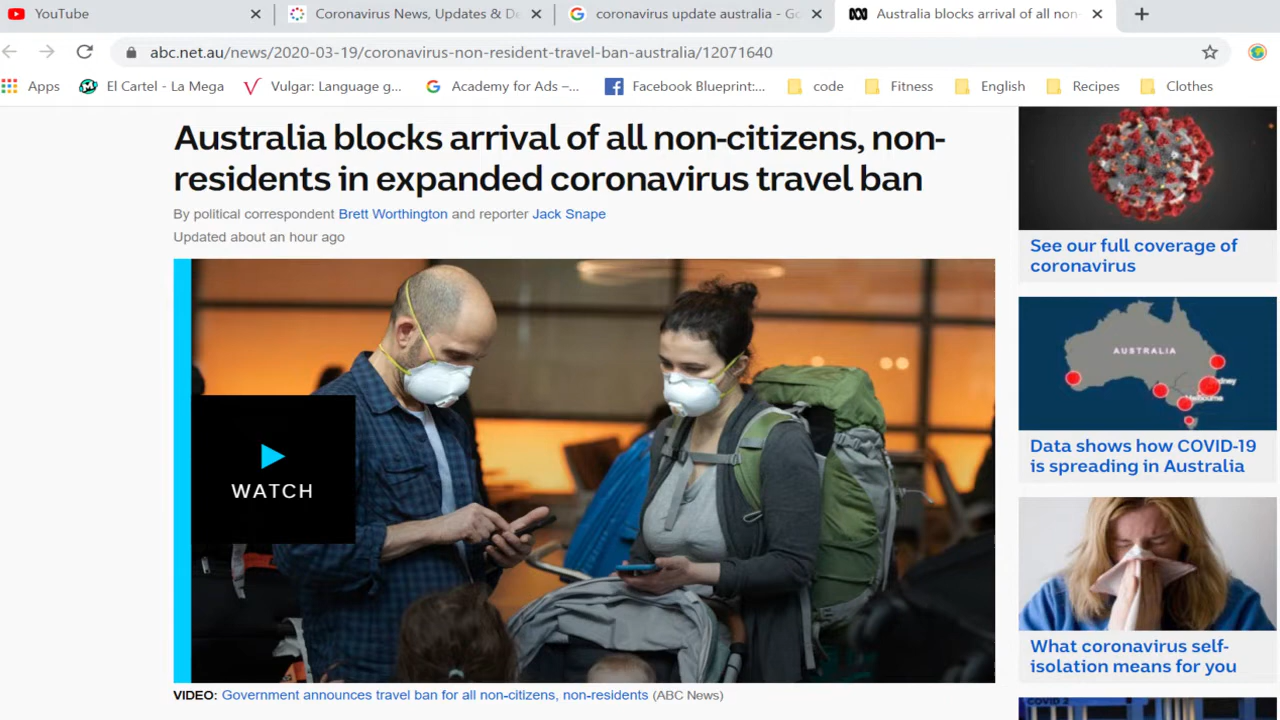 YouTube
Coronavirus News, Updates & De
coronavirus update australia - Go
Australia blocks arrival of all non-
abc.net.au/news/2020-03-19/coronavirus-non-resident-travel-ban-australia/12071640
Apps
El Cartel - La Mega
Vulgar: Language g...
Academy for Ads –...
Facebook Blueprint:...
code
Fitness
English
Recipes
Clothes
Australia blocks arrival of all non-citizens, non-
residents in expanded coronavirus travel ban
By political correspondent Brett Worthington and reporter Jack Snape
Updated about an hour ago
WATCH
VIDEO: Government announces travel ban for all non-citizens, non-residents (ABC News)
See our full coverage of
coronavirus
AUSTRALIA
Data shows how COVID-19
is spreading in Australia
What coronavirus self-
isolation means for you